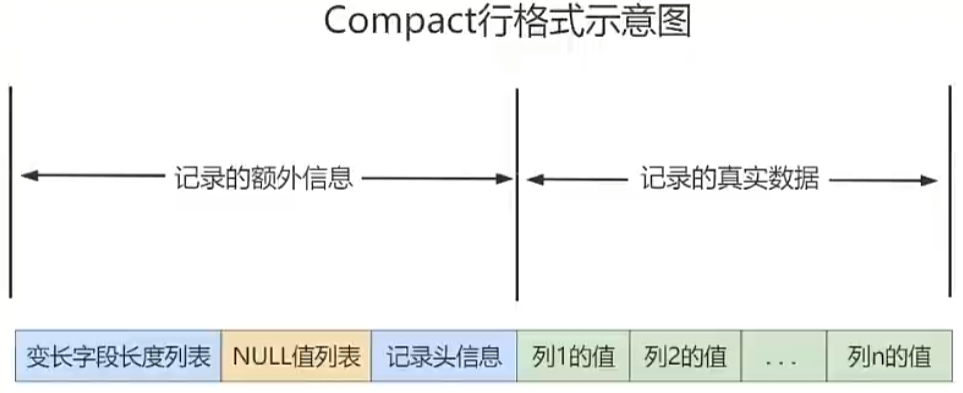 Compact行格式示意图
记录的额外信息 记录的真实数据
变长字段长度列表 NULL值列表 记录头信息 列1的值 列2的值 . . . 列n的值